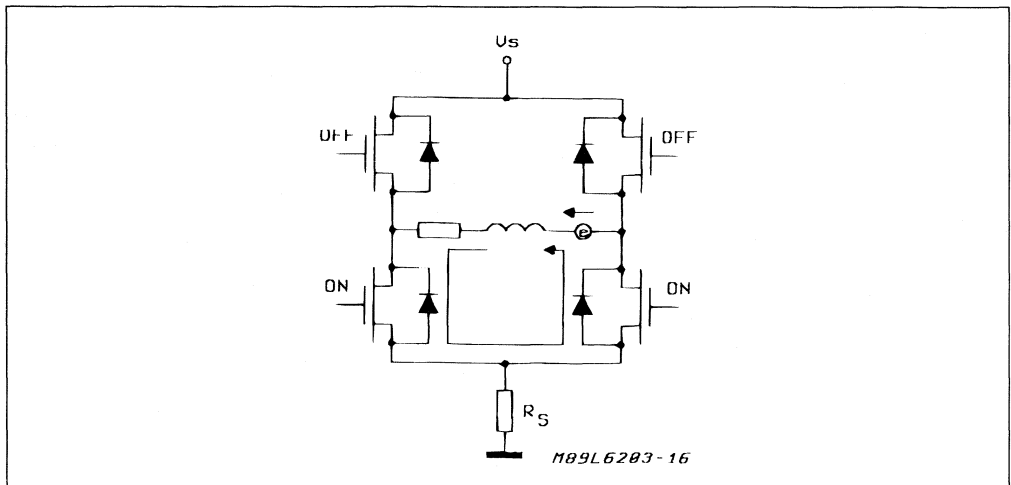 Vs
OFF OFF
e
ON ON
RS
M89L6203-16